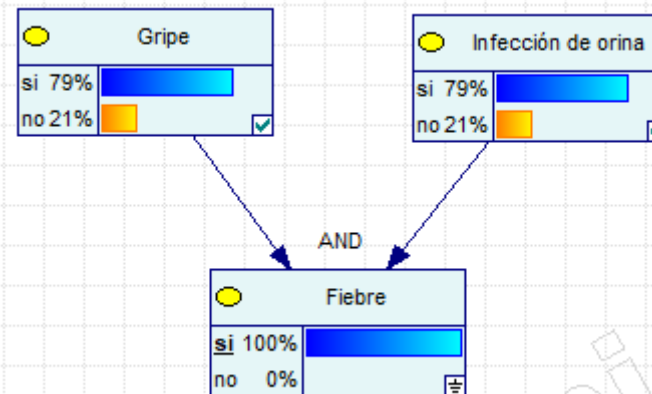 Gripe
si 79%
no 21%
Infección de orina
si 79%
no 21%
AND
Fiebre
si 100%
no 0%